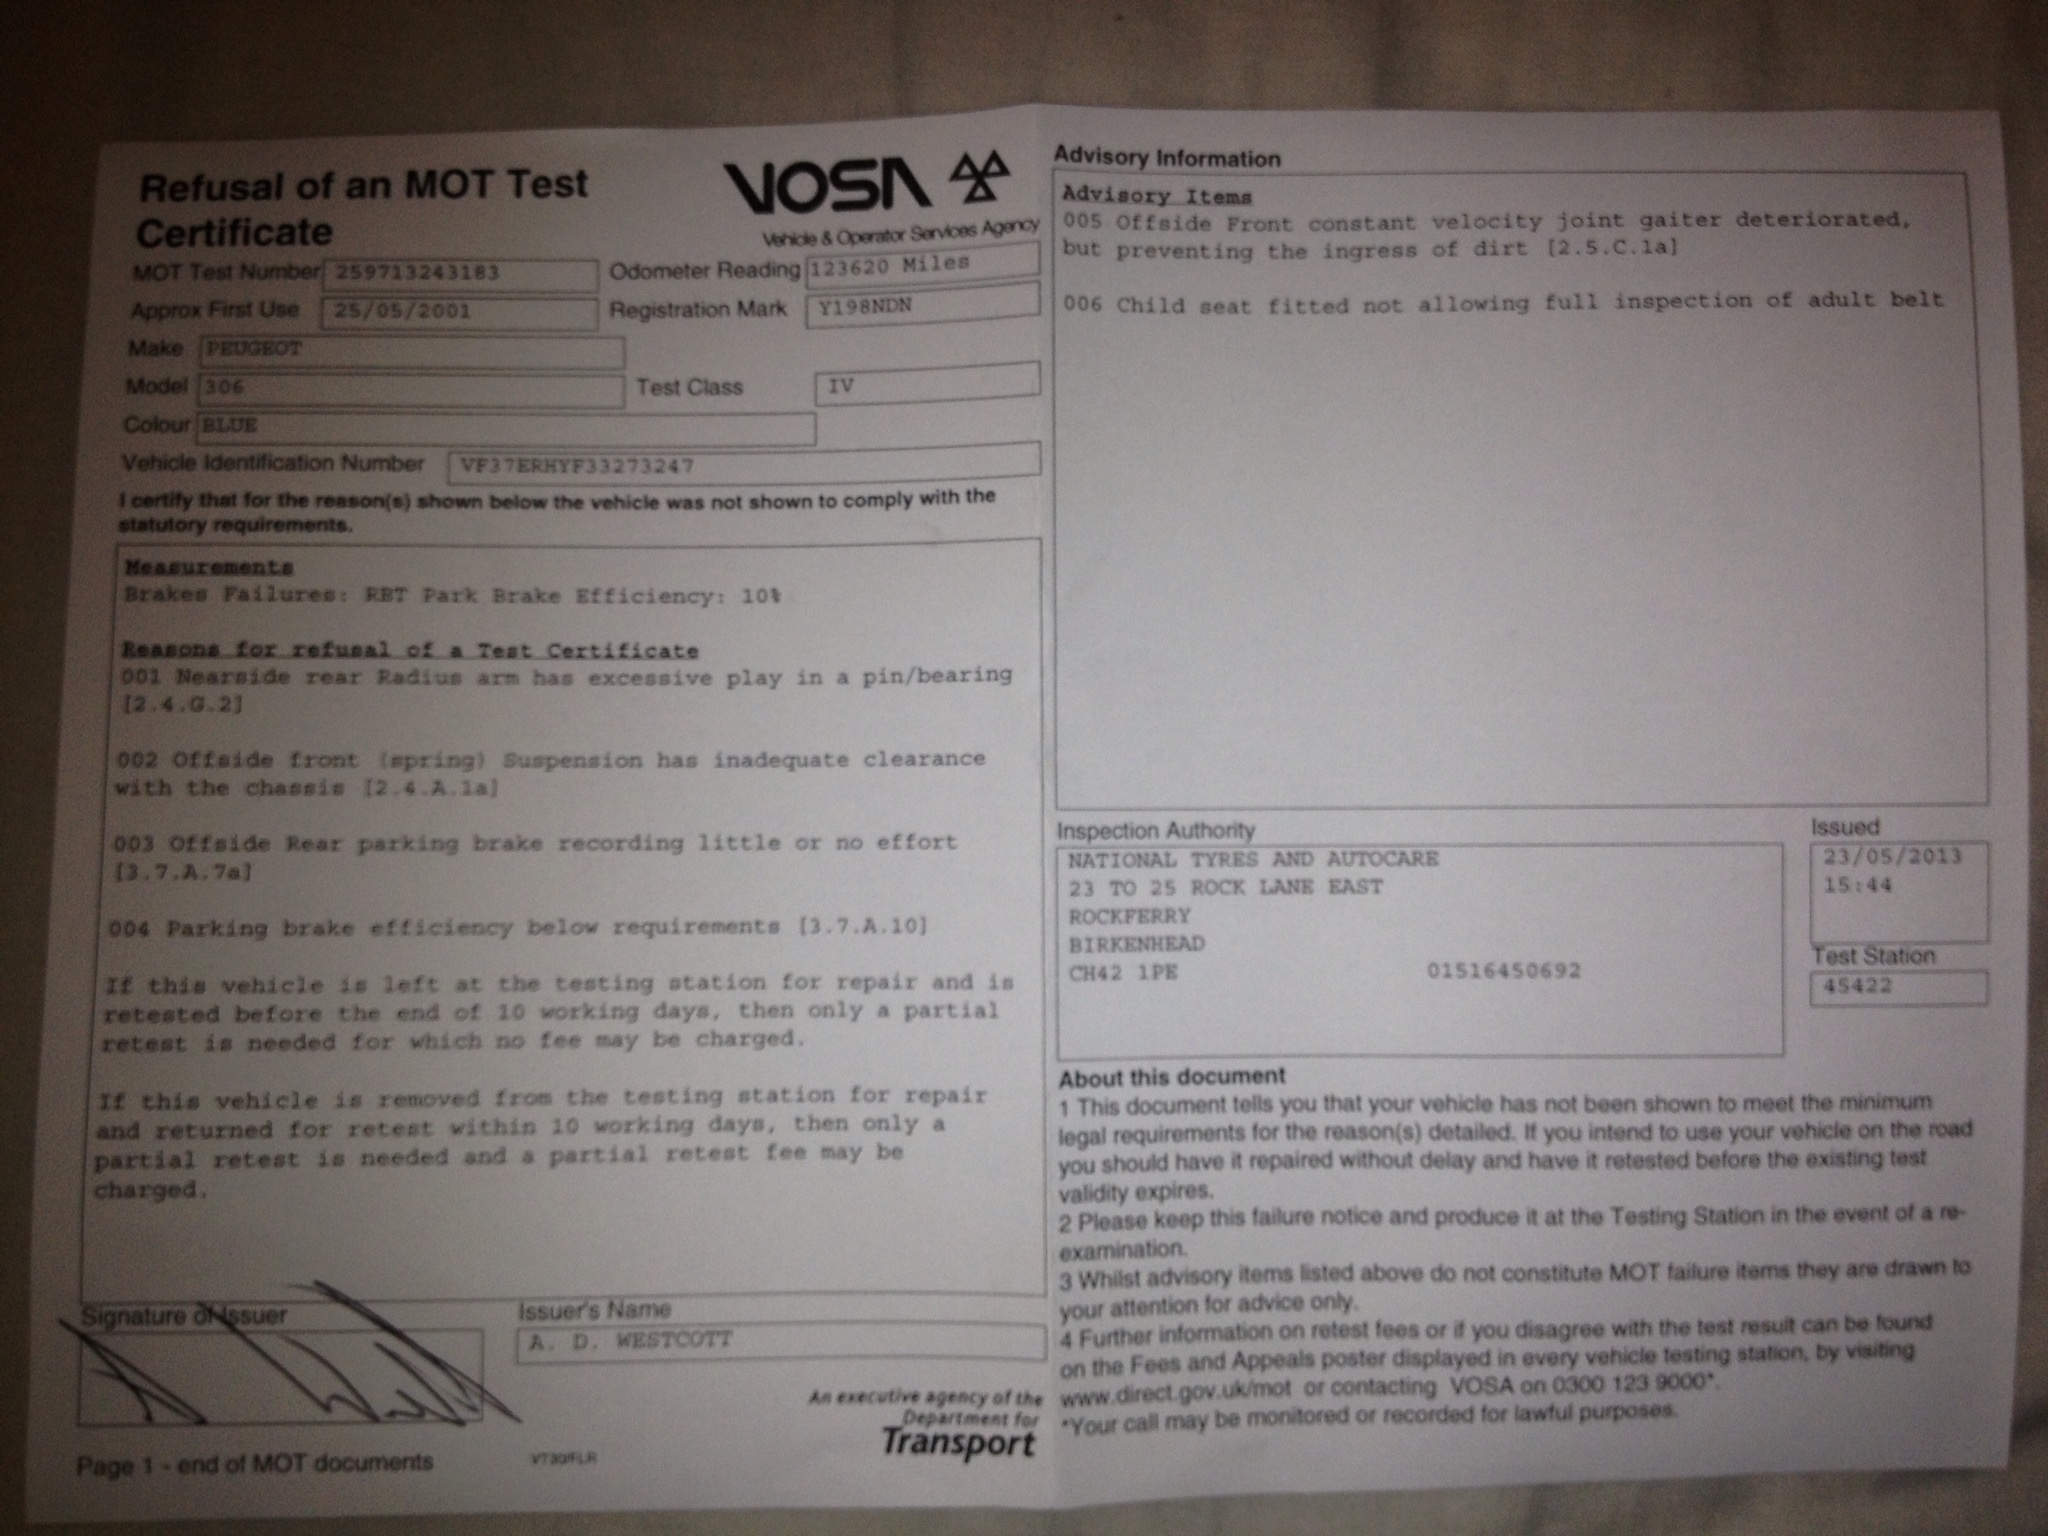 Refusal of an MOT Test
Certificate
VOSA
Vehicle & Operator Services Agency
MOT Test Number 259713243183
Odometer Reading 123620 Miles
Approx First Use 25/05/2001
Registration Mark Y198NDN
Make PEUGEOT
Model 306
Test Class IV
Colour BLUE
Vehicle Identification Number VF37ERHYF33273247
I certify that for the reason(s) shown below the vehicle was not shown to comply with the
statutory requirements.
Measurements
Brakes Failures: RBT Park Brake Efficiency: 10%
Reasons for refusal of a Test Certificate
001 Nearside rear Radius arm has excessive play in a pin/bearing
[2.4.G.2]
002 Offside front (spring) Suspension has inadequate clearance
with the chassis [2.4.A.1a]
003 Offside Rear parking brake recording little or no effort
[3.7.A.7a]
004 Parking brake efficiency below requirements [3.7.A.10]
If this vehicle is left at the testing station for repair and is
retested before the end of 10 working days, then only a partial
retest is needed for which no fee may be charged.
If this vehicle is removed from the testing station for repair
and returned for retest within 10 working days, then only a
partial retest is needed and a partial retest fee may be
charged.
Signature of Issuer
Issuer's Name
A. D. WESTCOTT
An executive agency of the
Department for
Transport
Page 1 - end of MOT documents
VT30/FLR
Advisory Information
Advisory Items
005 Offside Front constant velocity joint gaiter deteriorated,
but preventing the ingress of dirt [2.5.C.1a]
006 Child seat fitted not allowing full inspection of adult belt
Inspection Authority
NATIONAL TYRES AND AUTOCARE
23 TO 25 ROCK LANE EAST
ROCKFERRY
BIRKENHEAD
CH42 1PE 01516450692
Issued
23/05/2013
15:44
Test Station
45422
About this document
1 This document tells you that your vehicle has not been shown to meet the minimum
legal requirements for the reason(s) detailed. If you intend to use your vehicle on the road
you should have it repaired without delay and have it retested before the existing test
validity expires.
2 Please keep this failure notice and produce it at the Testing Station in the event of a re-
examination.
3 Whilst advisory items listed above do not constitute MOT failure items they are drawn to
your attention for advice only.
4 Further information on retest fees or if you disagree with the test result can be found
on the Fees and Appeals poster displayed in every vehicle testing station, by visiting
www.direct.gov.uk/mot or contacting VOSA on 0300 123 9000*.
*Your call may be monitored or recorded for lawful purposes.